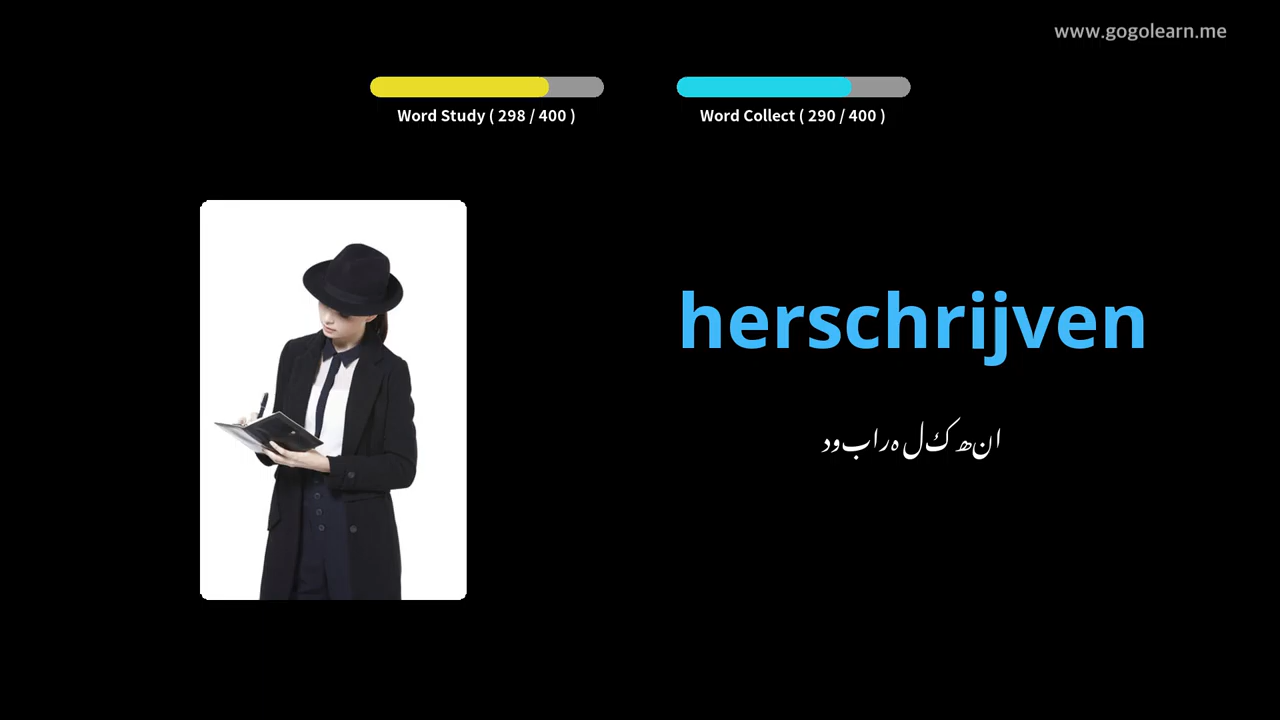 www.gogolearn.me
Word Study ( 298 / 400 )
Word Collect ( 290 / 400 )
herschrijven
دوبارہ لکھنا